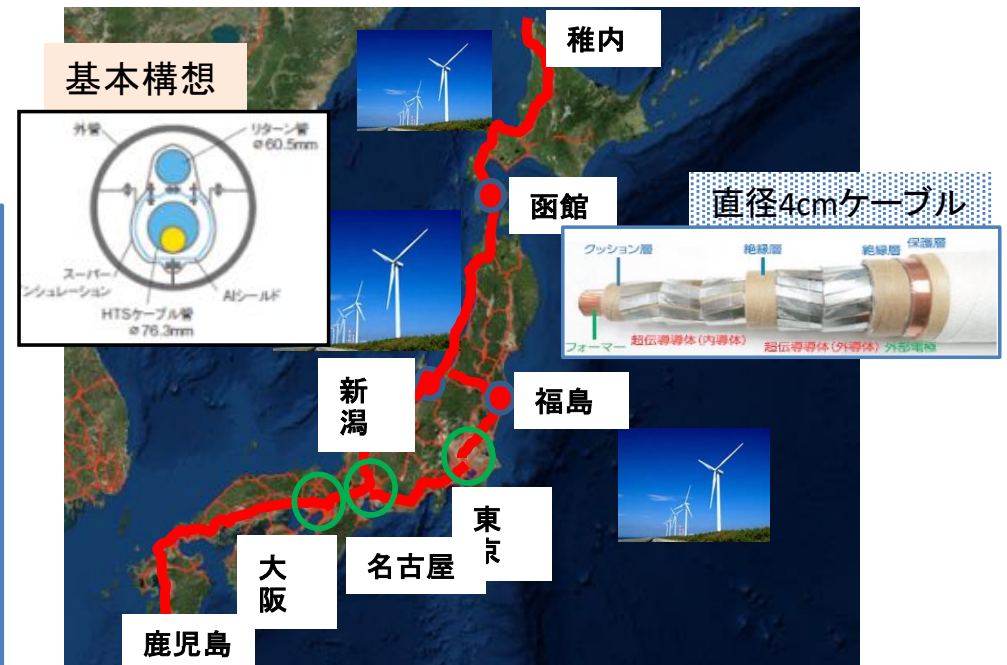 基本構想
外管
リターン管
⌀60.5mm
スーパー
インシュレーション
Alシールド
HTSケーブル管
⌀76.3mm
稚内
函館
直径4cmケーブル
クッション層
絶縁層
絶縁層
保護層
フォーマー
超伝導導体(内導体)
超伝導導体(外導体)
外部電極
新
潟
福島
東
京
名古屋
大
阪
鹿児島